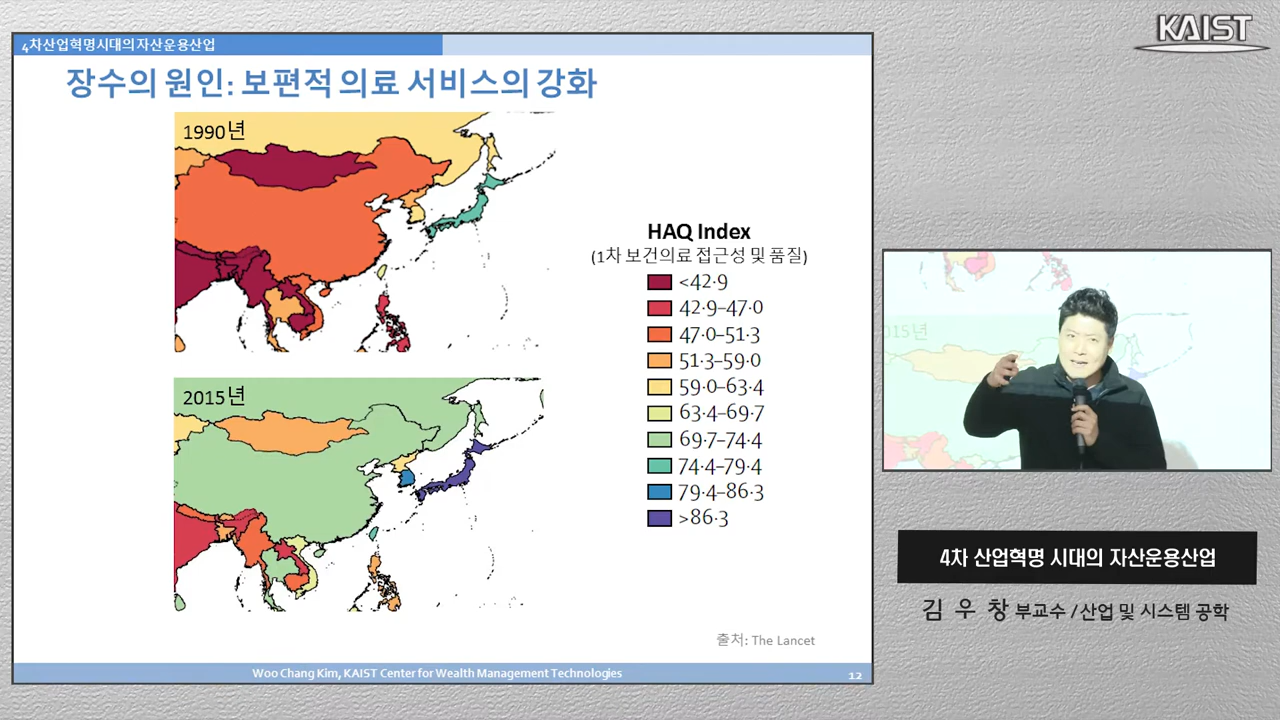 KAIST
4차산업혁명시대의자산운용산업
장수의 원인: 보편적 의료 서비스의 강화
1990년
HAQ Index
(1차 보건의료 접근성 및 품질)
<42·9
42·9–47·0
47·0–51·3
51·3–59·0
59·0–63·4
63·4–69·7
69·7–74·4
74·4–79·4
79·4–86·3
>86·3
2015년
출처: The Lancet
Woo Chang Kim, KAIST Center for Wealth Management Technologies
12
015년
4차 산업혁명 시대의 자산운용산업
김 우 창 부교수 / 산업 및 시스템 공학